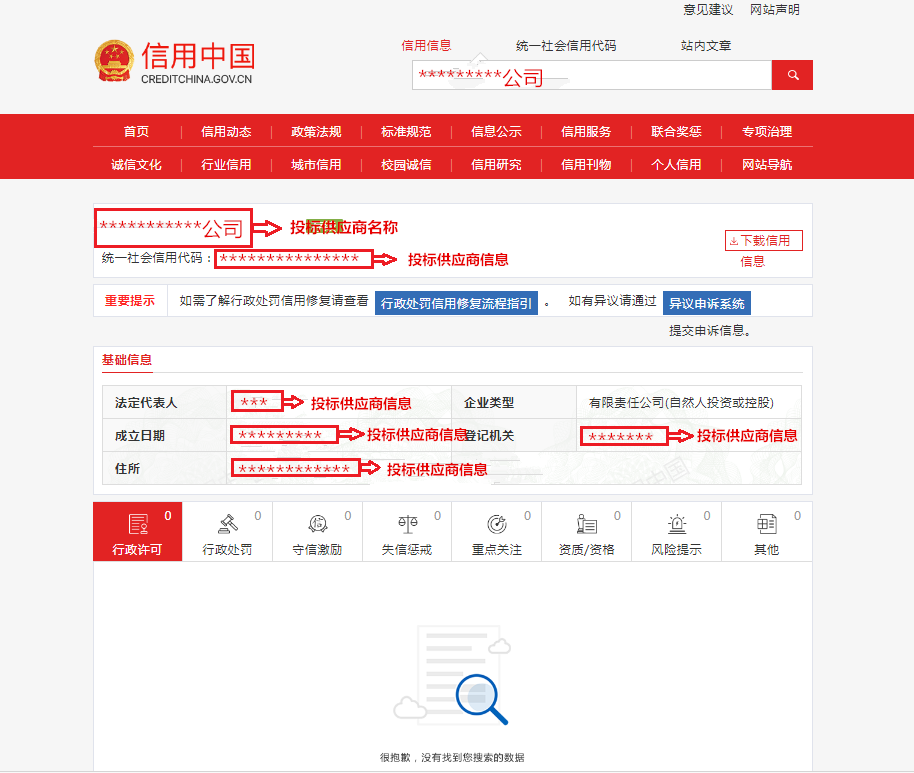 意见建议 网站声明
信用中国
CREDITCHINA.GOV.CN
信用信息 统一社会信用代码 站内文章
*********公司
首页 信用动态 政策法规 标准规范 信息公示 信用服务 联合奖惩 专项治理
诚信文化 行业信用 城市信用 校园诚信 信用研究 信用刊物 个人信用 网站导航
***********公司 投标供应商名称
统一社会信用代码： *************** 投标供应商信息
下载信用
信息
重要提示 如需了解行政处罚信用修复请查看 行政处罚信用修复流程指引 。 如有异议请通过 异议申诉系统
提交申诉信息。
基础信息
法定代表人 *** 投标供应商信息 企业类型 有限责任公司(自然人投资或控股)
成立日期 ********* 投标供应商信息 登记机关 ******* 投标供应商信息
住所 ************ 投标供应商信息
0 0 0 0 0 0 0 0
行政许可 行政处罚 守信激励 失信惩戒 重点关注 资质/资格 风险提示 其他
很抱歉，没有找到您搜索的数据